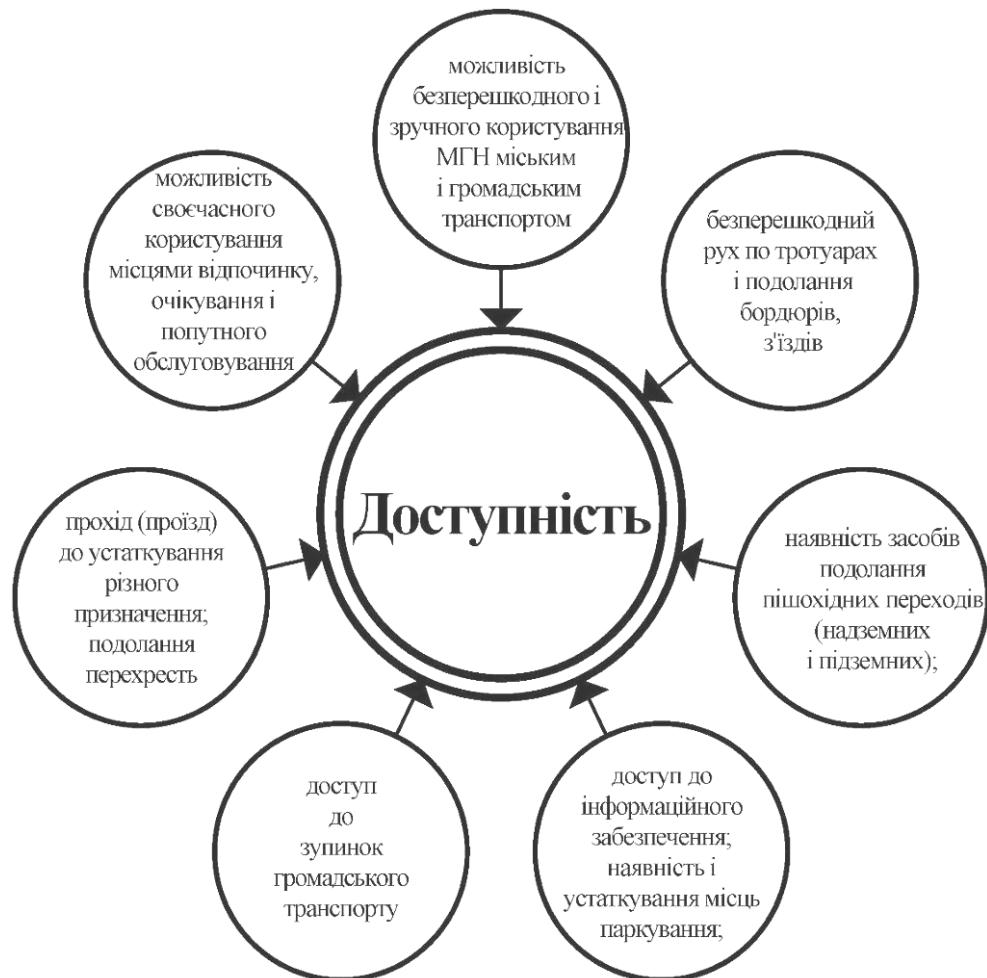 можливість
безперешкодного і
зручного користування
МГН міським
і громадським
транспортом
можливість
своєчасного
користування
місцями відпочинку,
очікування і
попутного
обслуговування
безперешкодний
рух по тротуарах
і подолання
бордюрів,
з'їздів
Доступність
прохід (проїзд)
до устаткування
різного
призначення;
подолання
перехресть
наявність засобів
подолання
пішохідних переходів
(надземних
і підземних);
доступ
до
зупинок
громадського
транспорту
доступ до
інформаційного
забезпечення;
наявність і
устаткування місць
паркування;